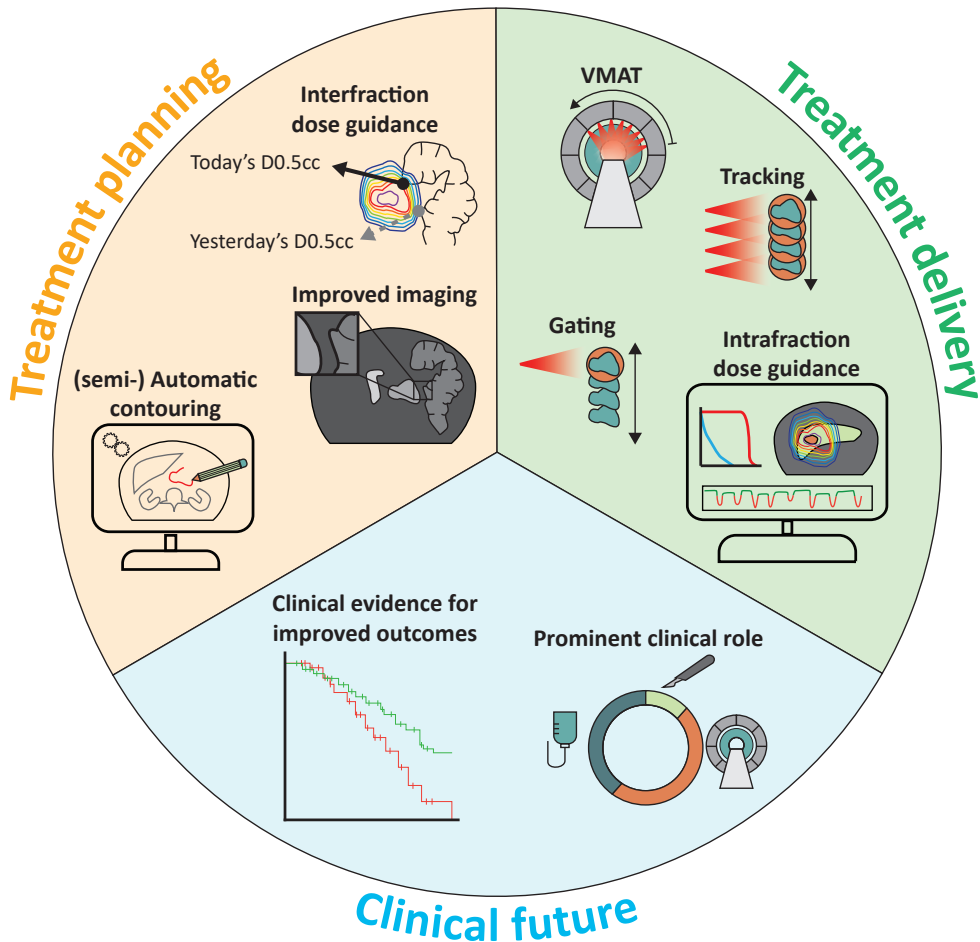 Treatment planning
Interfraction
dose guidance
Today's D0.5cc
Yesterday's D0.5cc
Improved imaging
(semi-) Automatic
contouring
Treatment delivery
VMAT
Tracking
Gating
Intrafraction
dose guidance
Clinical evidence for
improved outcomes
Prominent clinical role
Clinical future